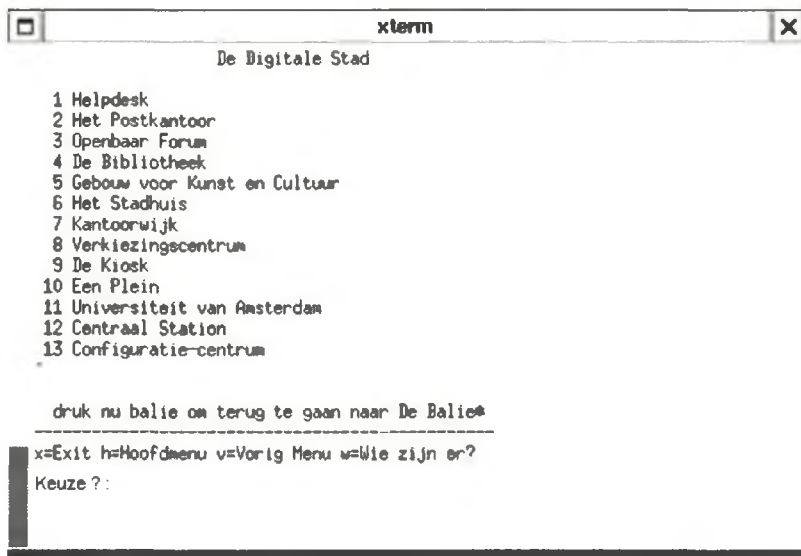 xterm
De Digitale Stad
1 Helpdesk
2 Het Postkantoor
3 Openbaar Forum
4 De Bibliotheek
5 Gebouw voor Kunst en Cultuur
6 Het Stadhuis
7 Kantoorwijk
8 Verkiezingscentrum
9 De Kiosk
10 Een Plein
11 Universiteit van Amsterdam
12 Centraal Station
13 Configuratie-centrum
druk nu balie om terug te gaan naar De Balie*
x=Exit h=Hoofdmenu v=Vorig Menu w=Wie zijn er?
Keuze ? :